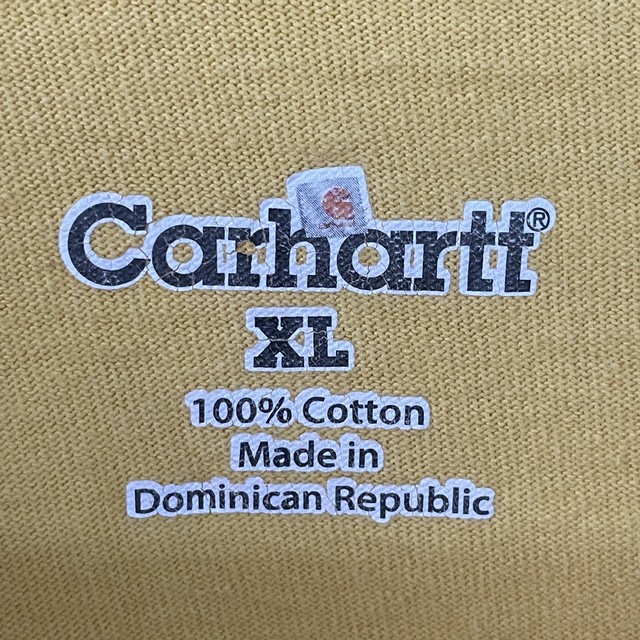 Carhartt®
XL
100% Cotton
Made in
Dominican Republic